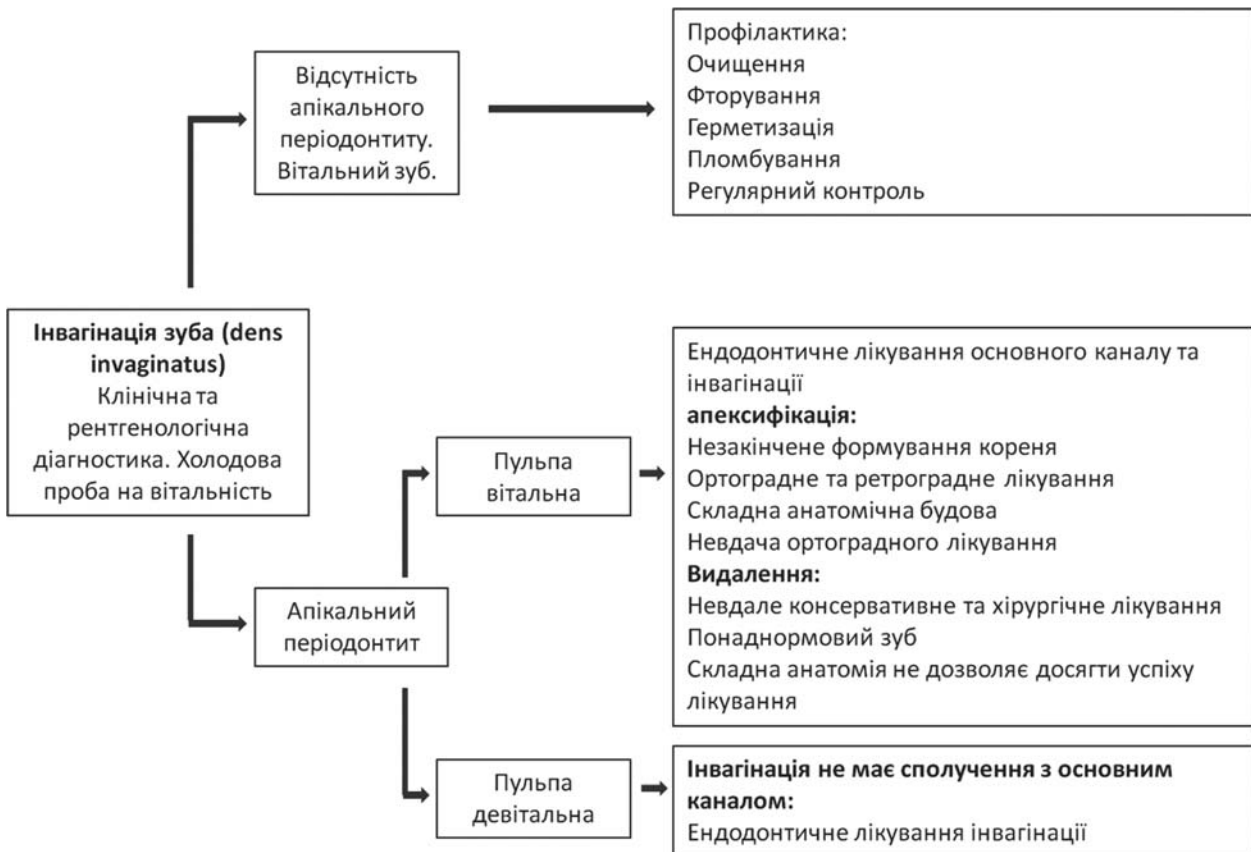 Відсутність
апікального
періодонтиту.
Вітальний зуб.
Профілактика:
Очищення
Фторування
Герметизація
Пломбування
Регулярний контроль
Інвагінація зуба (dens
invaginatus)
Клінічна та
рентгенологічна
діагностика. Холодова
проба на вітальність
Апікальний
періодонтит
Пульпа
вітальна
Ендодонтичне лікування основного каналу та
інвагінації
апексифікація:
Незакінчене формування кореня
Ортоградне та ретроградне лікування
Складна анатомічна будова
Невдача ортоградного лікування
Видалення:
Невдале консервативне та хірургічне лікування
Понаднормовий зуб
Складна анатомія не дозволяє досягти успіху
лікування
Пульпа
девітальна
Інвагінація не має сполучення з основним
каналом:
Ендодонтичне лікування інвагінації